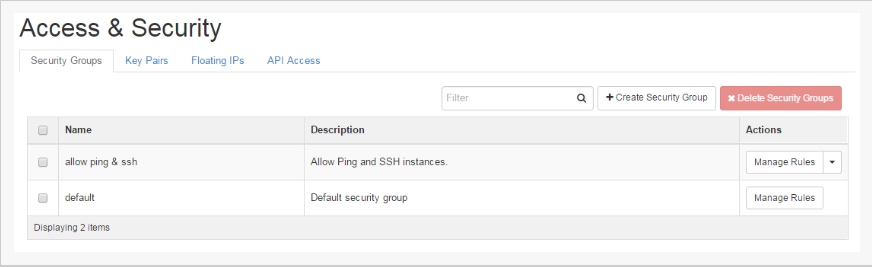 Access & Security
Security Groups Key Pairs Floating IPs API Access
Filter + Create Security Group ✖ Delete Security Groups
Name Description Actions
allow ping & ssh Allow Ping and SSH instances. Manage Rules
default Default security group Manage Rules
Displaying 2 items